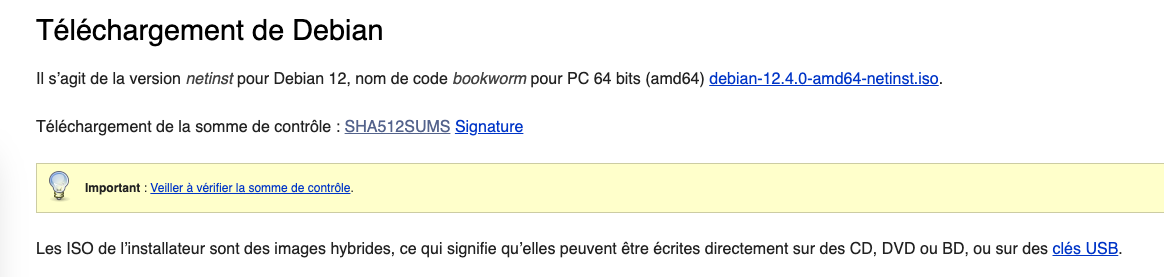 Téléchargement de Debian
Il s’agit de la version netinst pour Debian 12, nom de code bookworm pour PC 64 bits (amd64) debian-12.4.0-amd64-netinst.iso.
Téléchargement de la somme de contrôle : SHA512SUMS Signature
Important : Veiller à vérifier la somme de contrôle.
Les ISO de l’installateur sont des images hybrides, ce qui signifie qu’elles peuvent être écrites directement sur des CD, DVD ou BD, ou sur des clés USB.